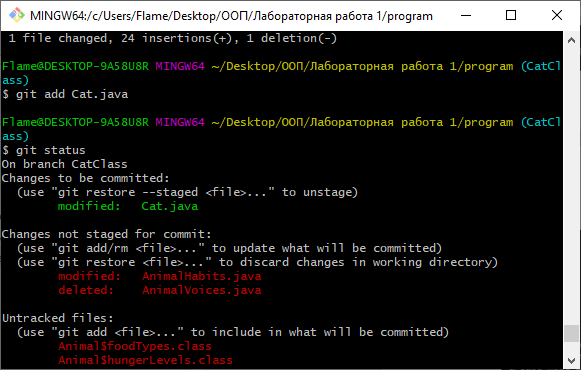 MINGW64:/c/Users/Flame/Desktop/ООП/Лабораторная работа 1/program
1 file changed, 24 insertions(+), 1 deletion(-)
Flame@DESKTOP-9A58U8R MINGW64 ~/Desktop/ООП/Лабораторная работа 1/program (CatCl
ass)
$ git add Cat.java
Flame@DESKTOP-9A58U8R MINGW64 ~/Desktop/ООП/Лабораторная работа 1/program (CatCl
ass)
$ git status
On branch CatClass
Changes to be committed:
  (use "git restore --staged <file>..." to unstage)
        modified:   Cat.java
Changes not staged for commit:
  (use "git add/rm <file>..." to update what will be committed)
  (use "git restore <file>..." to discard changes in working directory)
        modified:   AnimalHabits.java
        deleted:    AnimalVoices.java
Untracked files:
  (use "git add <file>..." to include in what will be committed)
        Animal$foodTypes.class
        Animal$hungerLevels.class